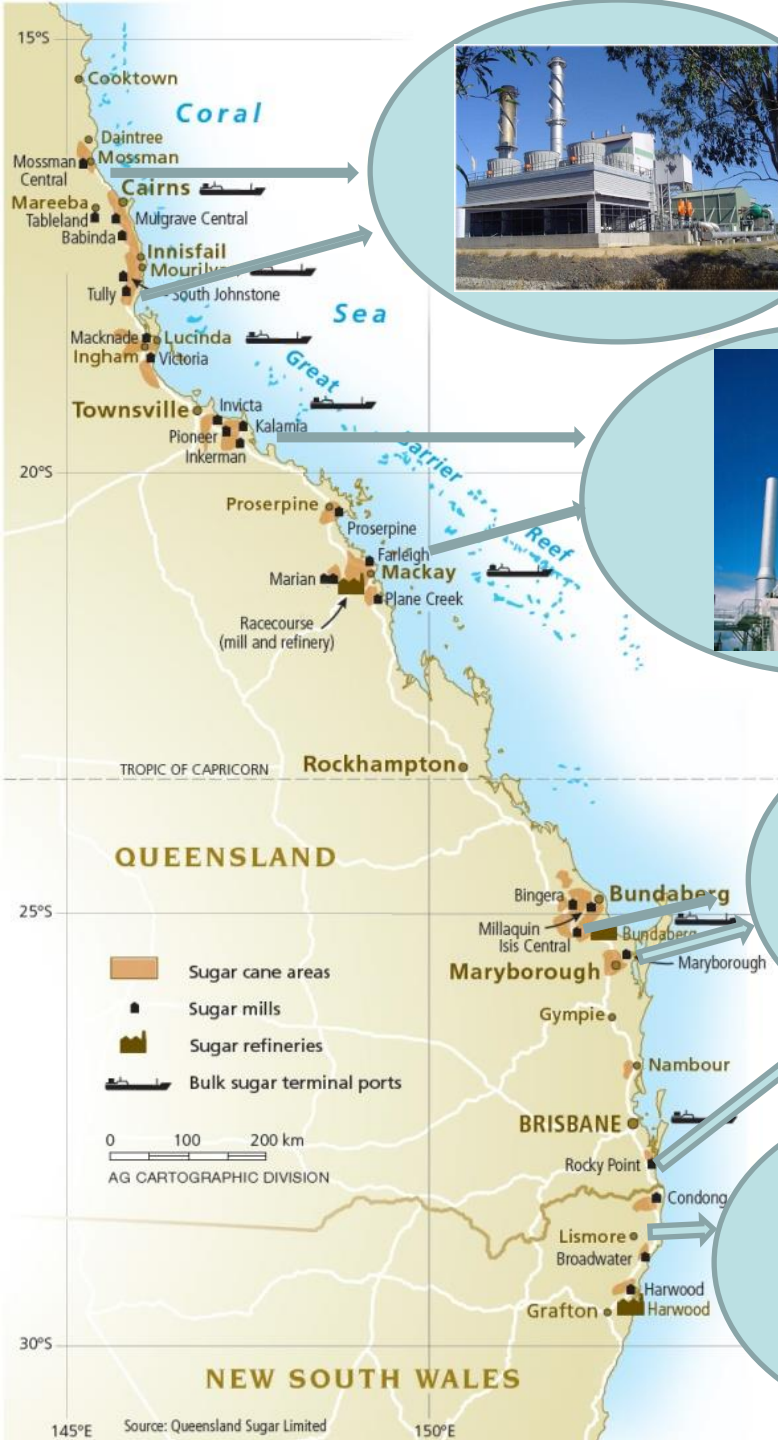 15°S
Cooktown
Coral
Daintree
Mossman
Mossman
Central
Cairns
Mareeba
Tableland
Mulgrave Central
Babinda
Innisfail
South Johnstone
Tully
Sea
Macknade
Lucinda
Ingham
Victoria
Great
Townsville
Invicta
Kalamia
Pioneer
Inkerman
20°S
Proserpine
Proserpine
Reef
Farleigh
Marian
Mackay
Plane Creek
Racecourse
(mill and refinery)
Rockhampton
TROPIC OF CAPRICORN
QUEENSLAND
Bingera
Bundaberg
25°S
Millaquin
Isis Central
Bundaberg
Maryborough
Maryborough
Sugar cane areas
Sugar mills
Gympie
Sugar refineries
Nambour
Bulk sugar terminal ports
BRISBANE
0 100 200 km
AG CARTOGRAPHIC DIVISION
Rocky Point
Condong
Lismore
Broadwater
Harwood
Grafton
Harwood
30°S
NEW SOUTH WALES
Source: Queensland Sugar Limited
145°E
150°E